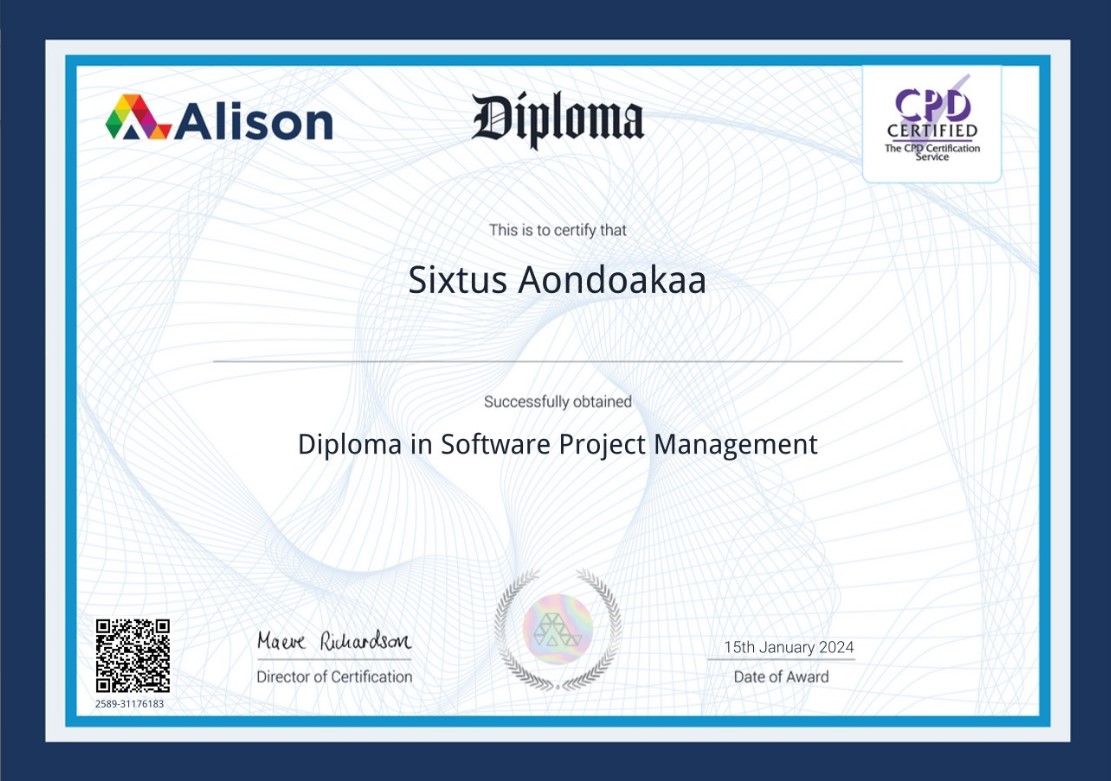 Alison
Diploma
CPD
CERTIFIED
The CPD Certification
Service
This is to certify that
Sixtus Aondoakaa
Successfully obtained
Diploma in Software Project Management
Maeve Richardson
Director of Certification
15th January 2024
Date of Award
2589-31176183